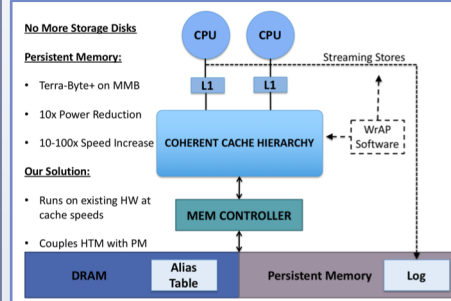 No More Storage Disks
Persistent Memory:
• Terra-Byte+ on MMB
• 10x Power Reduction
• 10-100x Speed Increase
Our Solution:
• Runs on existing HW at
cache speeds
• Couples HTM with PM
CPU
CPU
Streaming Stores
L1
L1
COHERENT CACHE HIERARCHY
WrAP
Software
MEM CONTROLLER
DRAM
Alias
Table
Persistent Memory
Log